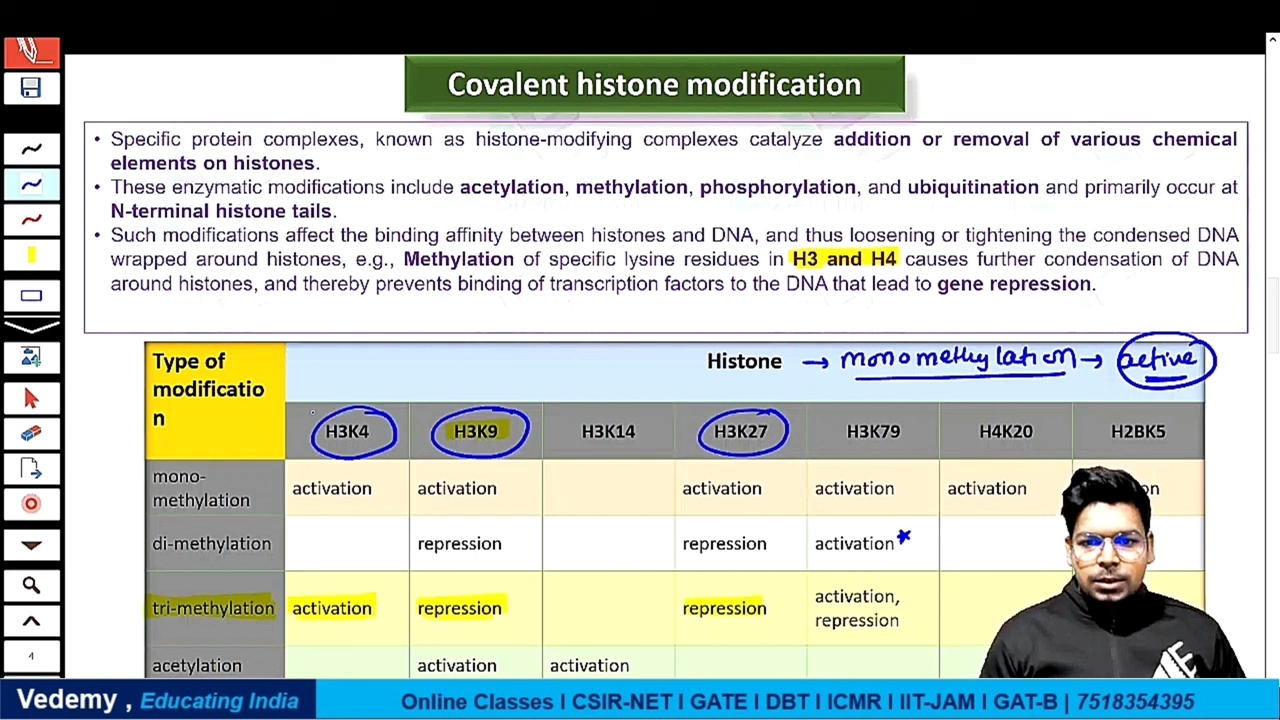 Covalent histone modification
• Specific protein complexes, known as histone-modifying complexes catalyze addition or removal of various chemical
elements on histones.
• These enzymatic modifications include acetylation, methylation, phosphorylation, and ubiquitination and primarily occur at
N-terminal histone tails.
• Such modifications affect the binding affinity between histones and DNA, and thus loosening or tightening the condensed DNA
wrapped around histones, e.g., Methylation of specific lysine residues in H3 and H4 causes further condensation of DNA
around histones, and thereby prevents binding of transcription factors to the DNA that lead to gene repression.
Type of
modificatio
n
Histone → monomethylation → active
H3K4 H3K9 H3K14 H3K27 H3K79 H4K20 H2BK5
mono-
methylation
activation activation activation activation activation
di-methylation repression repression activation
tri-methylation activation repression repression
activation,
repression
acetylation activation activation
Vedemy , Educating India
Online Classes I CSIR-NET I GATE I DBT I ICMR I IIT-JAM I GAT-B | 7518354395